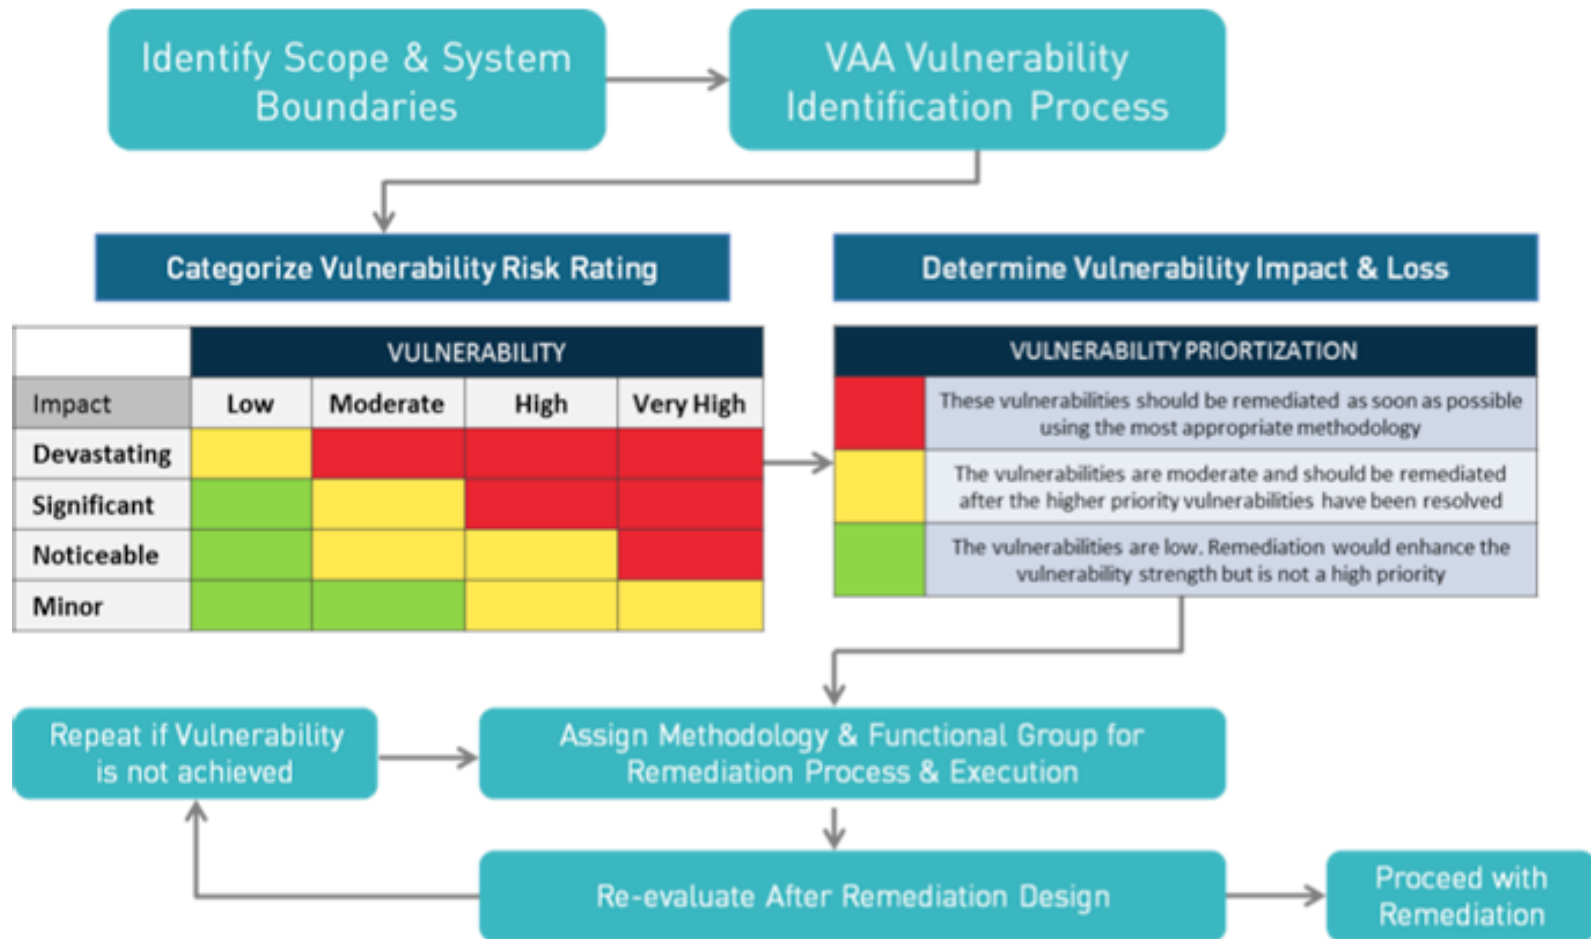 Identify Scope & System
Boundaries
VAA Vulnerability
Identification Process
Categorize Vulnerability Risk Rating
Determine Vulnerability Impact & Loss
VULNERABILITY
Impact Low Moderate High Very High
Devastating
Significant
Noticeable
Minor
VULNERABILITY PRIORTIZATION
These vulnerabilities should be remediated as soon as possible
using the most appropriate methodology
The vulnerabilities are moderate and should be remediated
after the higher priority vulnerabilities have been resolved
The vulnerabilities are low. Remediation would enhance the
vulnerability strength but is not a high priority
Repeat if Vulnerability
is not achieved
Assign Methodology & Functional Group for
Remediation Process & Execution
Re-evaluate After Remediation Design
Proceed with
Remediation